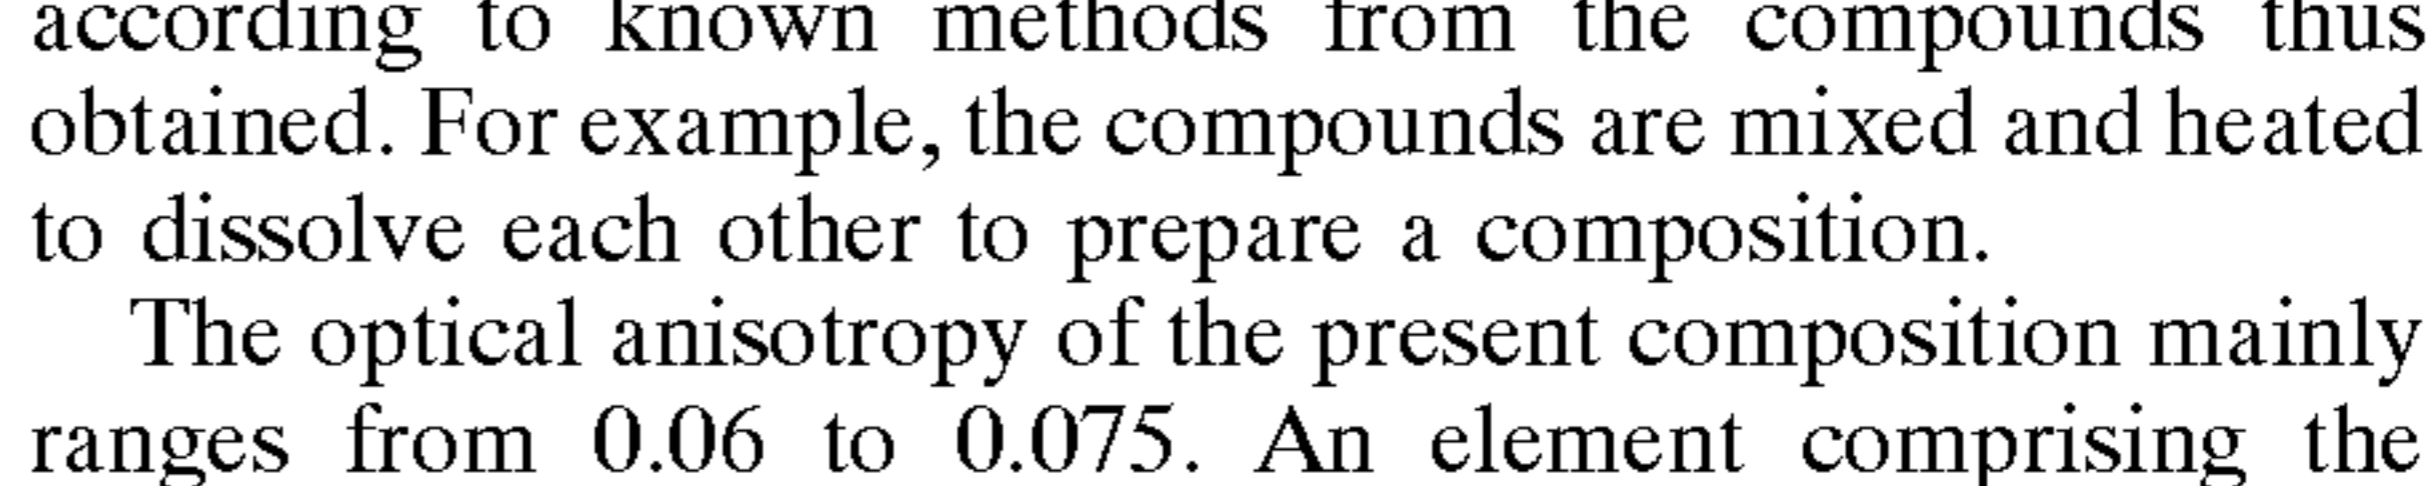 according to known methods from the compounds thus
obtained. For example, the compounds are mixed and heated
to dissolve each other to prepare a composition.
The optical anisotropy of the present composition mainly
ranges from 0.06 to 0.075. An element comprising the